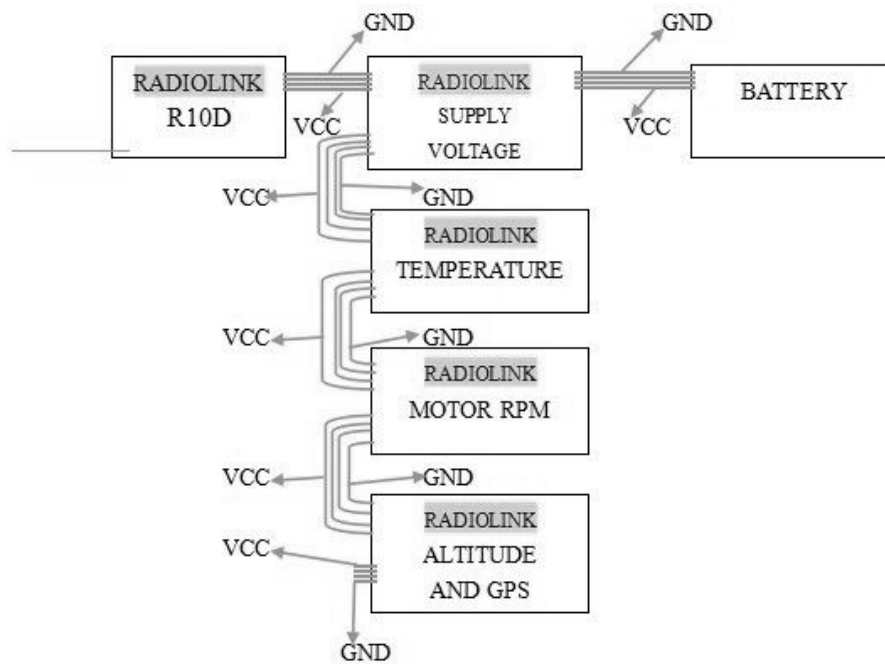 GND
GND
RADIOLINK
R10D
RADIOLINK
SUPPLY
VOLTAGE
BATTERY
VCC
VCC
VCC
GND
RADIOLINK
TEMPERATURE
VCC
GND
RADIOLINK
MOTOR RPM
VCC
GND
RADIOLINK
ALTITUDE
AND GPS
VCC
GND